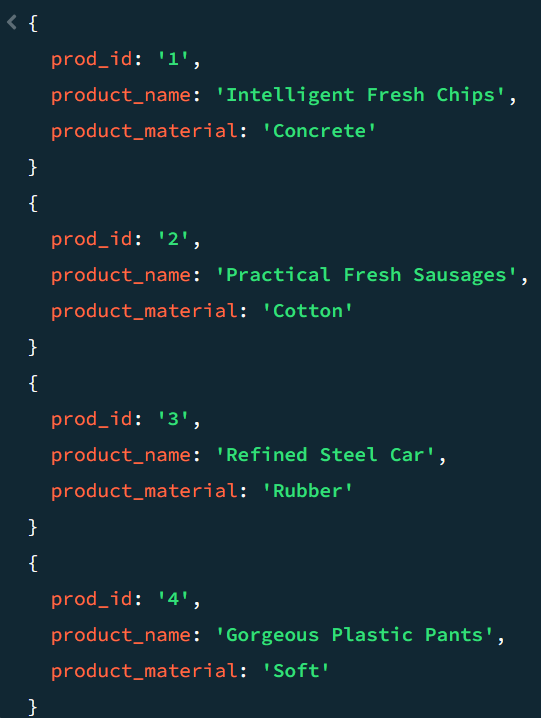 {
prod_id: '1',
product_name: 'Intelligent Fresh Chips',
product_material: 'Concrete'
}
{
prod_id: '2',
product_name: 'Practical Fresh Sausages',
product_material: 'Cotton'
}
{
prod_id: '3',
product_name: 'Refined Steel Car',
product_material: 'Rubber'
}
{
prod_id: '4',
product_name: 'Gorgeous Plastic Pants',
product_material: 'Soft'
}